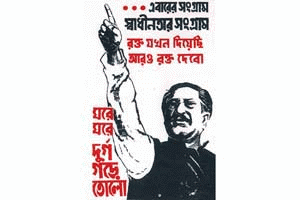 ... এবারের সংগ্রাম
স্বাধীনতার সংগ্রাম
রক্ত যখন দিয়েছি
আরও রক্ত দেবো
ঘরে
ঘরে
দুর্গ
গড়ে
তোলো